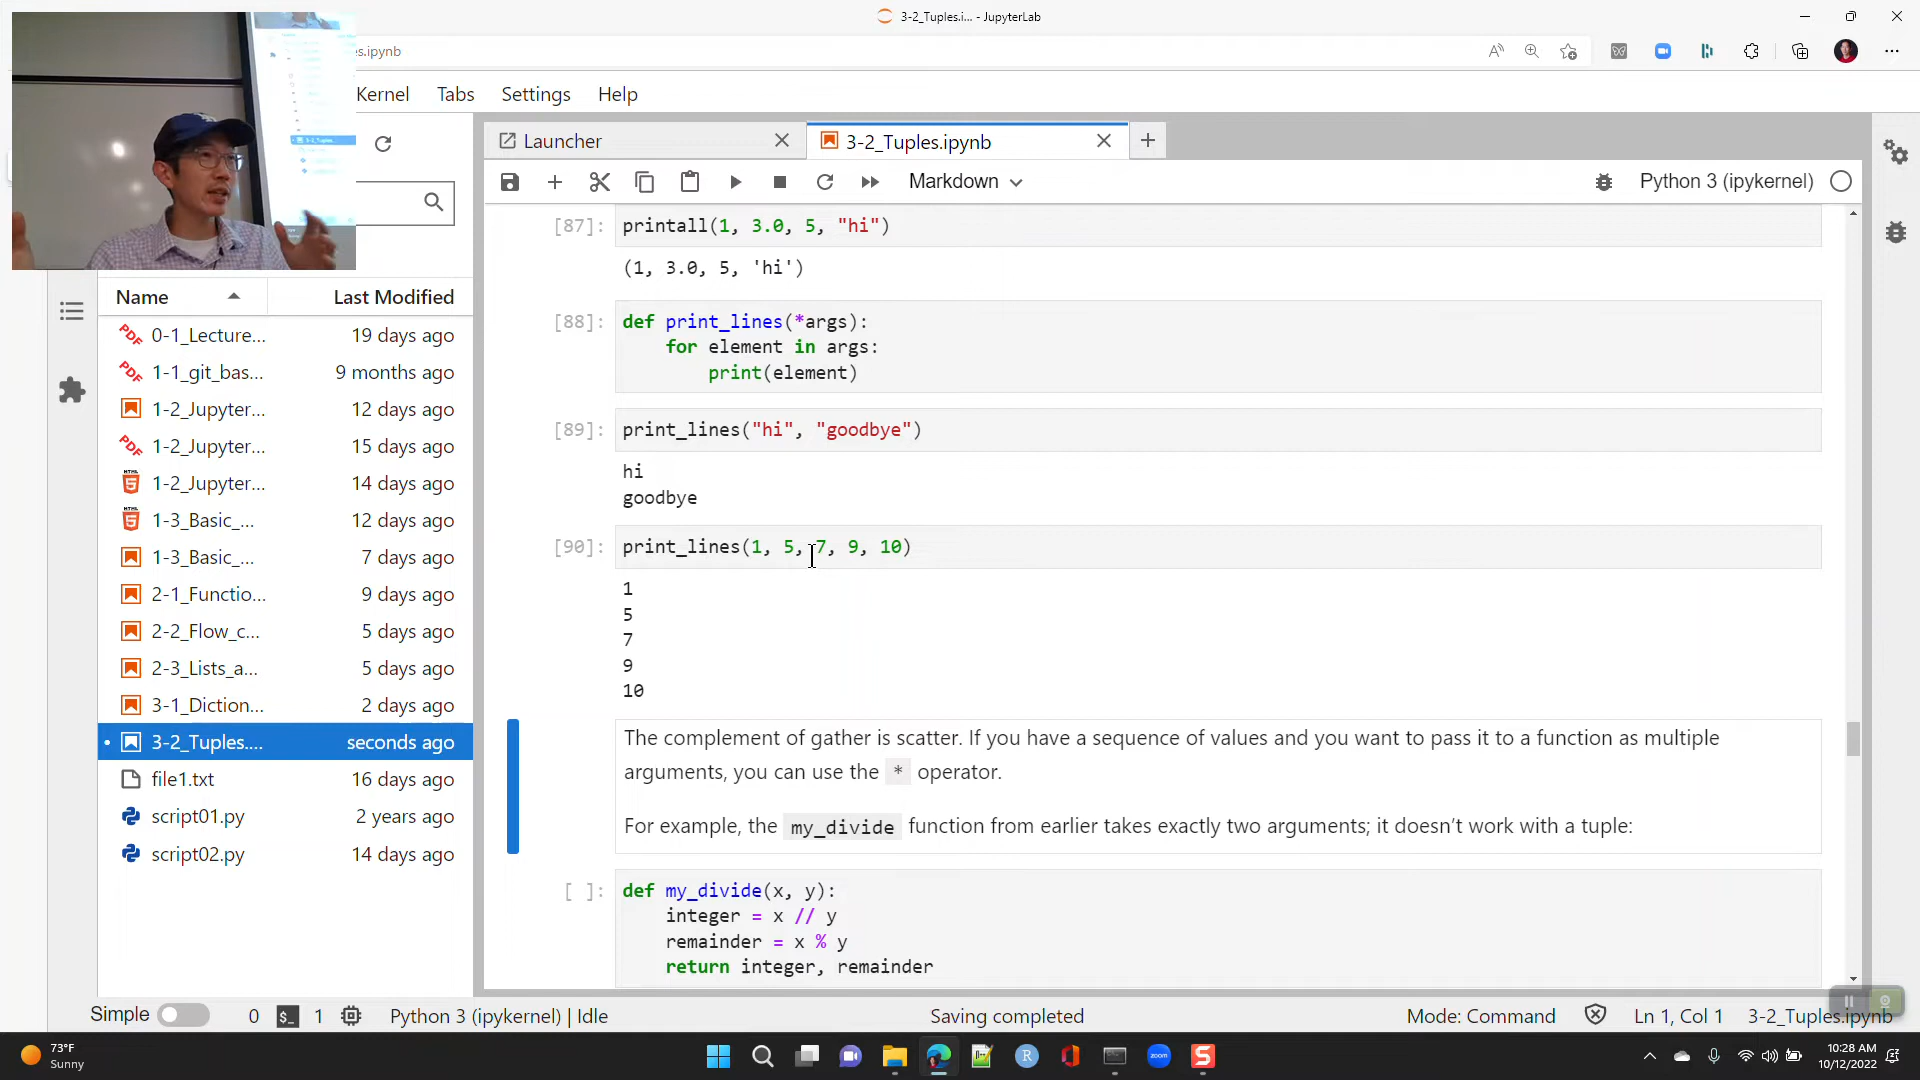 3-2_Tuples.i... - JupyterLab
es.ipynb
Kernel Tabs Settings Help
Launcher
3-2_Tuples.ipynb
Markdown
Python 3 (ipykernel)
Name Last Modified
0-1_Lecture... 19 days ago
1-1_git_bas... 9 months ago
1-2_Jupyter... 12 days ago
1-2_Jupyter... 15 days ago
1-2_Jupyter... 14 days ago
1-3_Basic_... 12 days ago
1-3_Basic_... 7 days ago
2-1_Functio... 9 days ago
2-2_Flow_c... 5 days ago
2-3_Lists_a... 5 days ago
3-1_Diction... 2 days ago
3-2_Tuples.... seconds ago
file1.txt 16 days ago
script01.py 2 years ago
script02.py 14 days ago
[87]: printall(1, 3.0, 5, "hi")
(1, 3.0, 5, 'hi')
[88]: def print_lines(*args):
for element in args:
print(element)
[89]: print_lines("hi", "goodbye")
hi
goodbye
[90]: print_lines(1, 5, 7, 9, 10)
1
5
7
9
10
The complement of gather is scatter. If you have a sequence of values and you want to pass it to a function as multiple
arguments, you can use the * operator.
For example, the my_divide function from earlier takes exactly two arguments; it doesn’t work with a tuple:
[ ]: def my_divide(x, y):
integer = x // y
remainder = x % y
return integer, remainder
Simple 0 $_ 1 Python 3 (ipykernel) | Idle Saving completed Mode: Command Ln 1, Col 1 3-2_Tuples.ipynb
73°F
Sunny
zoom
10:28 AM
10/12/2022